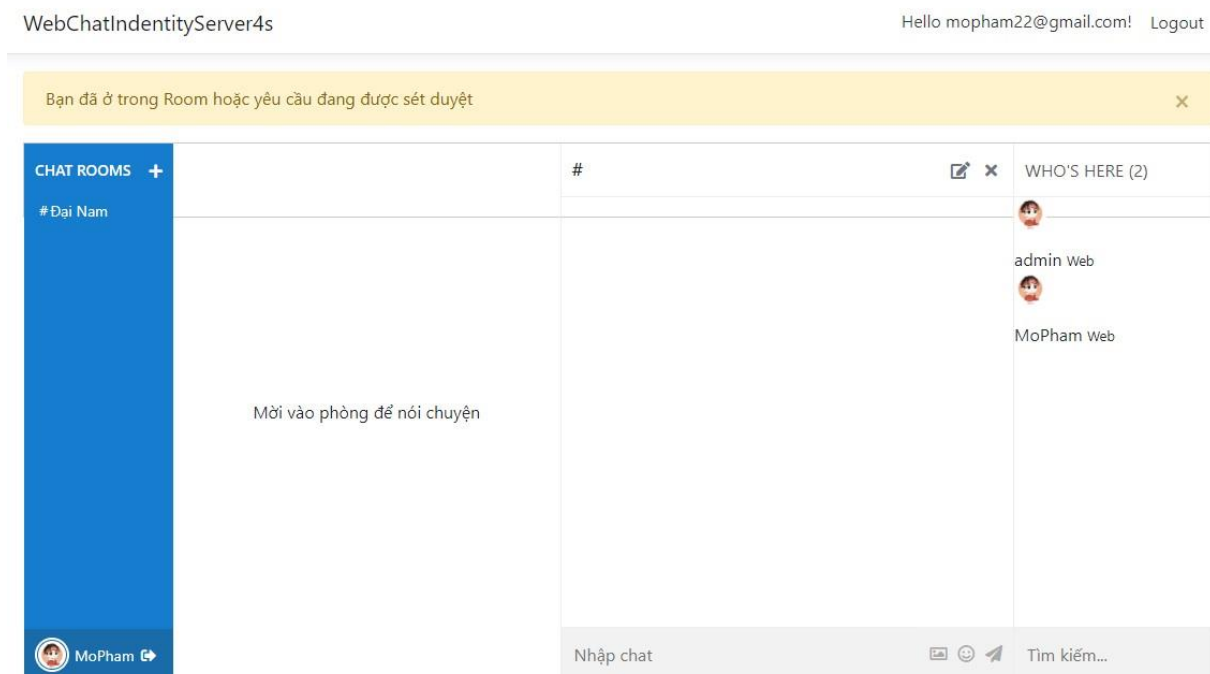 WebChatIndentityServer4s
Hello mopham22@gmail.com! Logout
Bạn đã ở trong Room hoặc yêu cầu đang được sét duyệt ×
CHAT ROOMS +
#Đại Nam
Mời vào phòng để nói chuyện
#
WHO'S HERE (2)
admin Web
MoPham Web
MoPham
Nhập chat
Tìm kiếm...